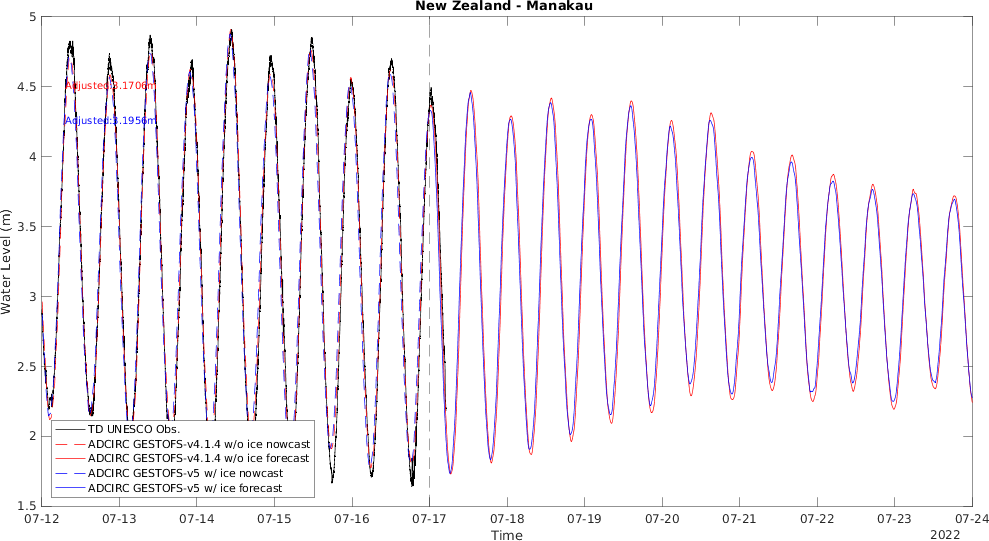 New Zealand - Manakau
5
4.5
4
3.5
3
2.5
2
1.5
Water Level (m)
Adjusted:3.1706m
Adjusted:3.1956m
TD UNESCO Obs.
ADCIRC GESTOFS-v4.1.4 w/o ice nowcast
ADCIRC GESTOFS-v4.1.4 w/o ice forecast
ADCIRC GESTOFS-v5 w/ ice nowcast
ADCIRC GESTOFS-v5 w/ ice forecast
07-12 07-13 07-14 07-15 07-16 07-17 07-18 07-19 07-20 07-21 07-22 07-23 07-24
Time
2022